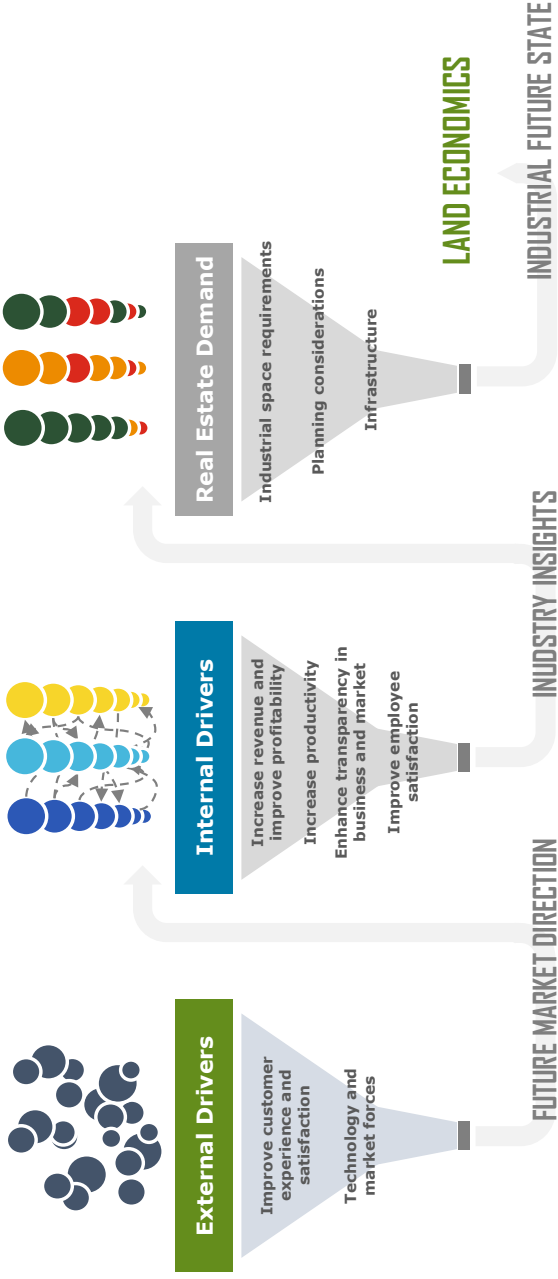 External Drivers
Improve customer
experience and
satisfaction
Technology and
market forces
FUTURE MARKET DIRECTION
Internal Drivers
Increase revenue and
improve profitability
Increase productivity
Enhance transparency in
business and market
Improve employee
satisfaction
INUDSTRY INSIGHTS
Real Estate Demand
Industrial space requirements
Planning considerations
Infrastructure
LAND ECONOMICS
INDUSTRIAL FUTURE STATE